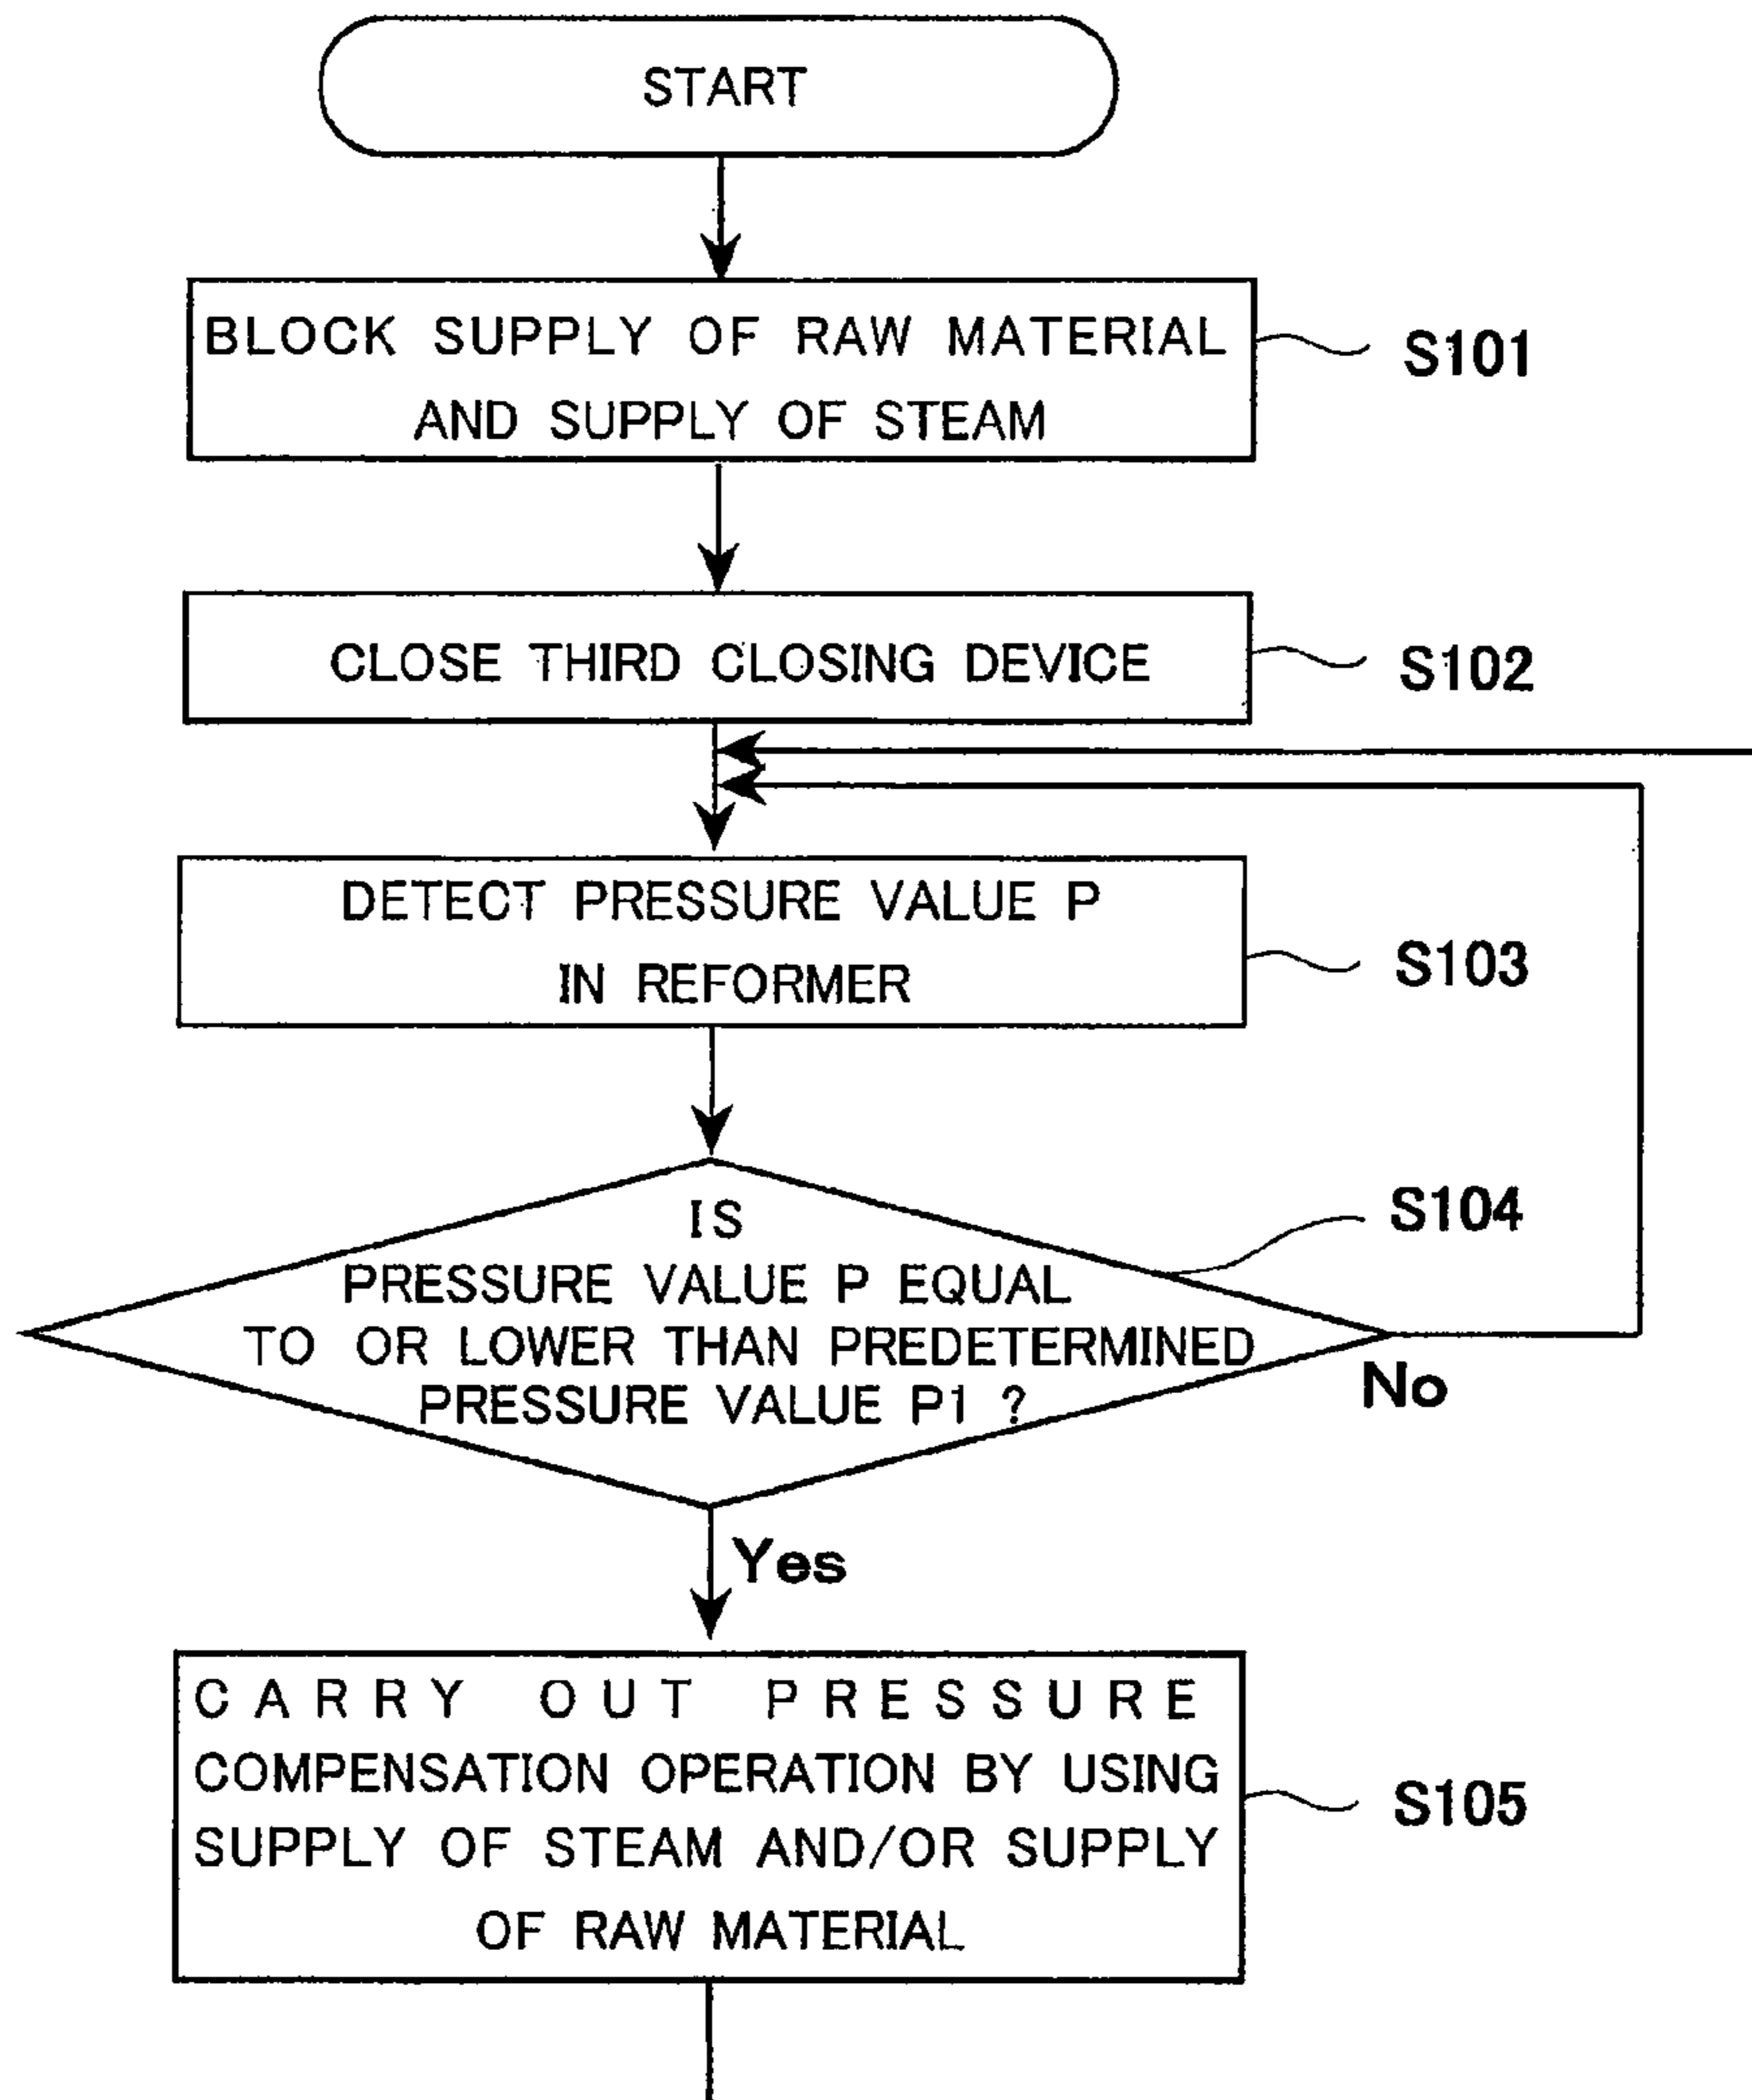 START
BLOCK SUPPLY OF RAW MATERIAL
AND SUPPLY OF STEAM
S101
CLOSE THIRD CLOSING DEVICE
S102
DETECT PRESSURE VALUE P
IN REFORMER
S103
IS
PRESSURE VALUE P EQUAL
TO OR LOWER THAN PREDETERMINED
PRESSURE VALUE P1 ?
S104
No
Yes
CARRY OUT PRESSURE
COMPENSATION OPERATION BY USING
SUPPLY OF STEAM AND/OR SUPPLY
OF RAW MATERIAL
S105